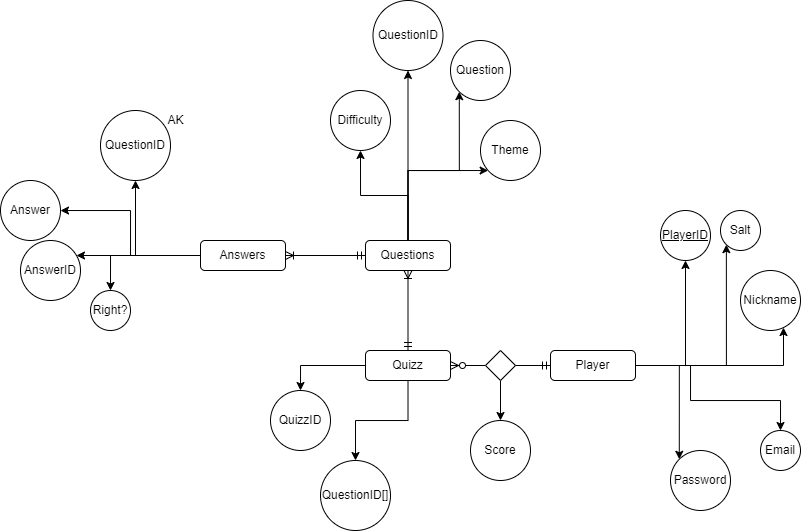 QuestionID
Question
Difficulty
AK
QuestionID
Theme
Answer
PlayerID
Salt
Answers
Questions
AnswerID
Nickname
Right?
Quizz
Player
QuizzID
Score
Email
Password
QuestionID[]